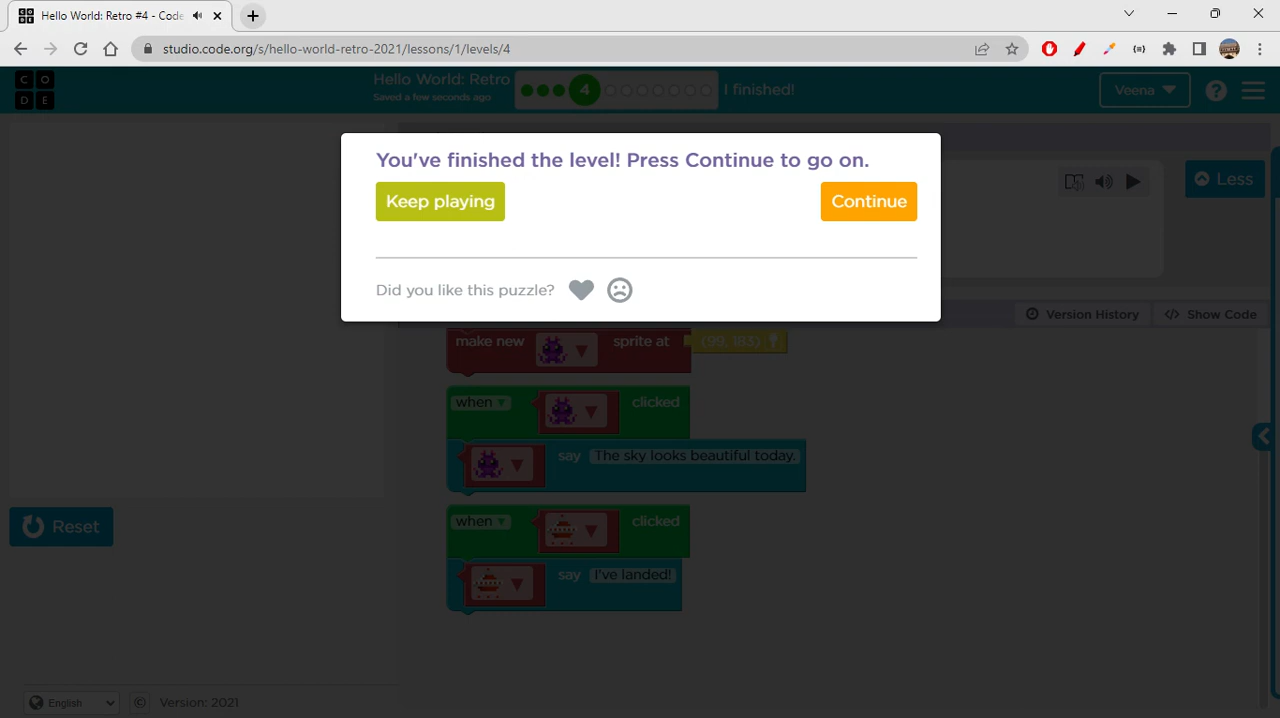 Hello World: Retro #4 - Code
studio.code.org/s/hello-world-retro-2021/lessons/1/levels/4
C O
D E
Hello World: Retro
Saved a few seconds ago
4
I finished!
Veena
?
You've finished the level! Press Continue to go on.
Keep playing
Continue
Less
Did you like this puzzle?
Version History
</> Show Code
make new sprite at (99, 183)
when clicked
say The sky looks beautiful today.
when clicked
say I've landed!
Reset
English
© Version: 2021